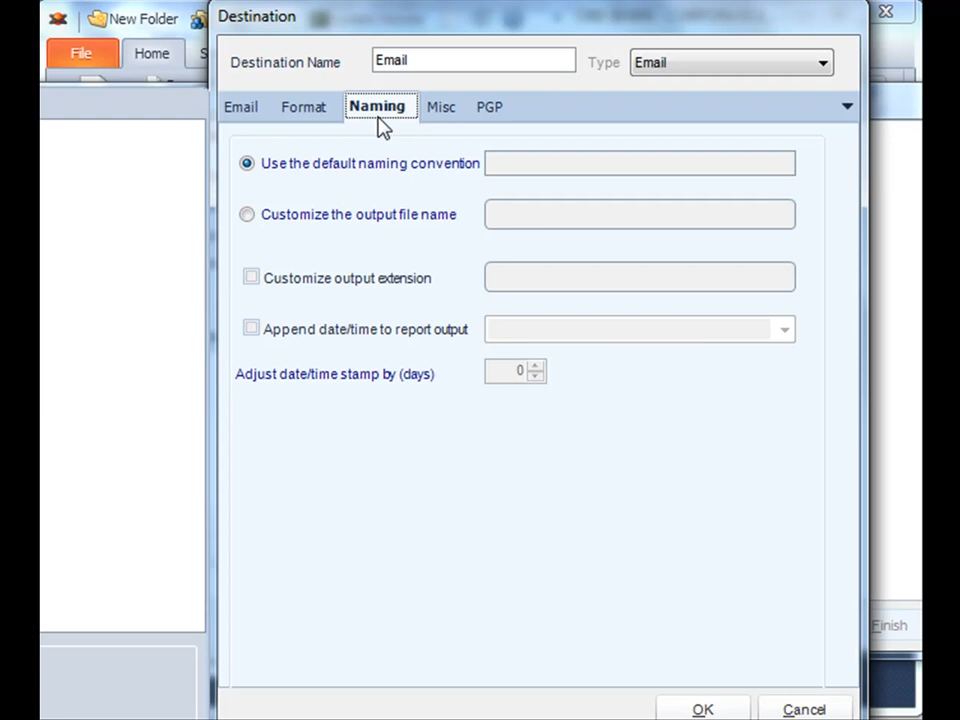 Destination
New Folder
File
Home
S
Destination Name
Email
Type
Email
Email
Format
Naming
Misc
PGP
Use the default naming convention
Customize the output file name
Customize output extension
Append date/time to report output
Adjust date/time stamp by (days)
0
Finish
OK
Cancel